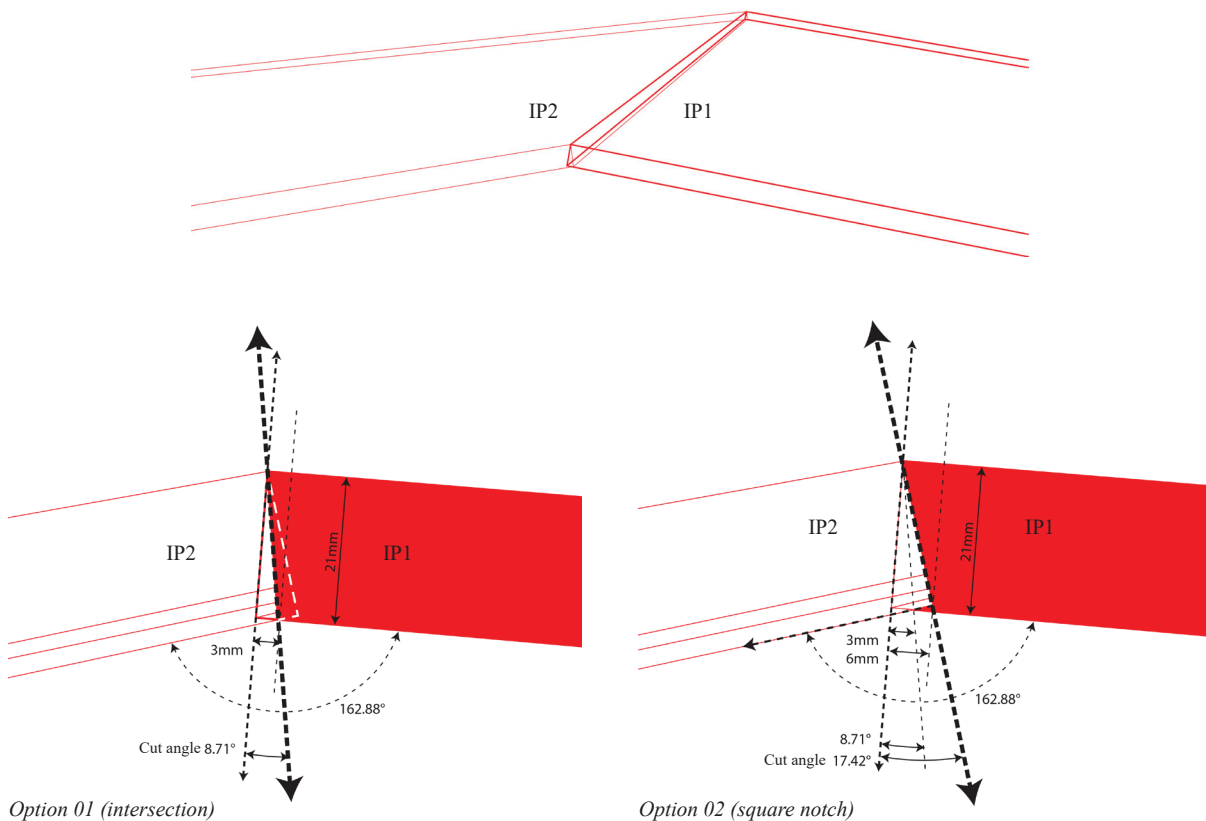 IP2
IP1
IP2
21mm
IP1
3mm
162.88°
Cut angle 8.71°
Option 01 (intersection)
IP2
21mm
IP1
3mm
6mm
162.88°
8.71°
Cut angle 17.42°
Option 02 (square notch)